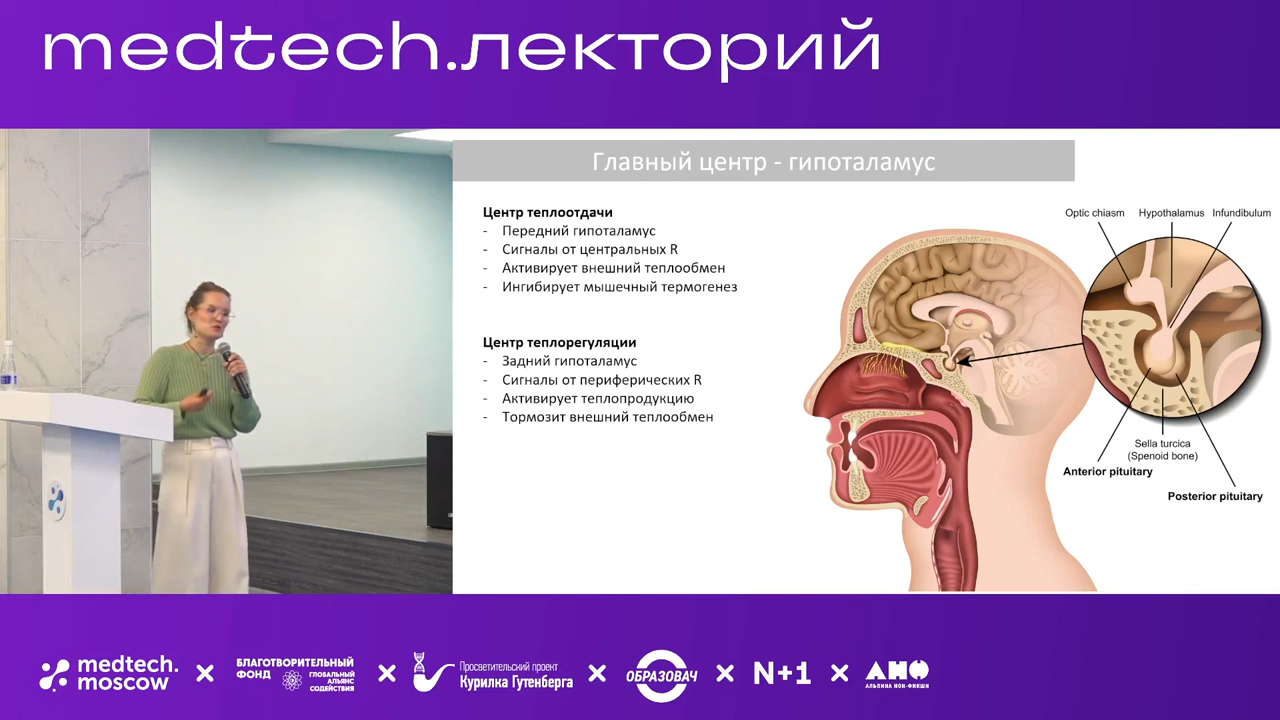 medtech.лекторий
Главный центр - гипоталамус
Центр теплоотдачи
- Передний гипоталамус
- Сигналы от центральных R
- Активирует внешний теплообмен
- Ингибирует мышечный термогенез
Центр теплорегуляции
- Задний гипоталамус
- Сигналы от периферических R
- Активирует теплопродукцию
- Тормозит внешний теплообмен
Optic chiasm Hypothalamus Infundibulum
Sella turcica
(Spenoid bone)
Anterior pituitary
Posterior pituitary
medtech.
moscow
×
БЛАГОТВОРИТЕЛЬНЫЙ
ФОНД
ГЛОБАЛЬНЫЙ
АЛЬЯНС
СОДЕЙСТВИЯ
×
Просветительский проект
Курилка Гутенберга
×
ОБРАЗОВАЧ
×
N+1
×
АНФ
АЛЬПИНА НОН-ФИКШН